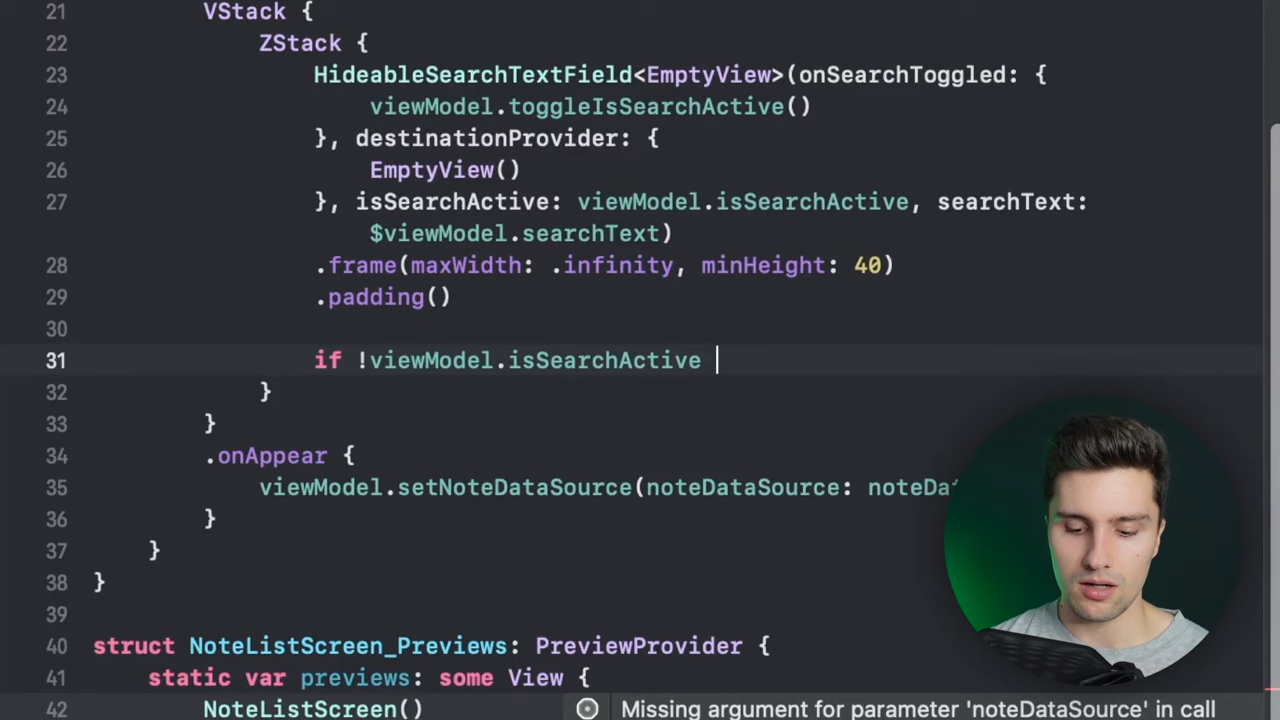 21 VStack {
22 ZStack {
23 HideableSearchTextField<EmptyView>(onSearchToggled: {
24 viewModel.toggleIsSearchActive()
25 }, destinationProvider: {
26 EmptyView()
27 }, isSearchActive: viewModel.isSearchActive, searchText:
$viewModel.searchText)
28 .frame(maxWidth: .infinity, minHeight: 40)
29 .padding()
30
31 if !viewModel.isSearchActive
32 }
33 }
34 .onAppear {
35 viewModel.setNoteDataSource(noteDataSource:
36 }
37 }
38 }
39
40 struct NoteListScreen_Previews: PreviewProvider {
41 static var previews: some View {
42 NoteListScreen() Missing argument for parameter 'noteDataSource' in call